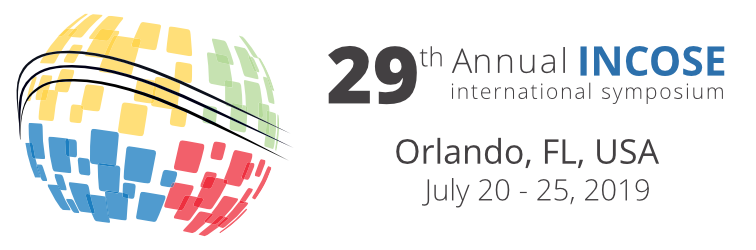 29th Annual INCOSE
international symposium
Orlando, FL, USA
July 20 - 25, 2019